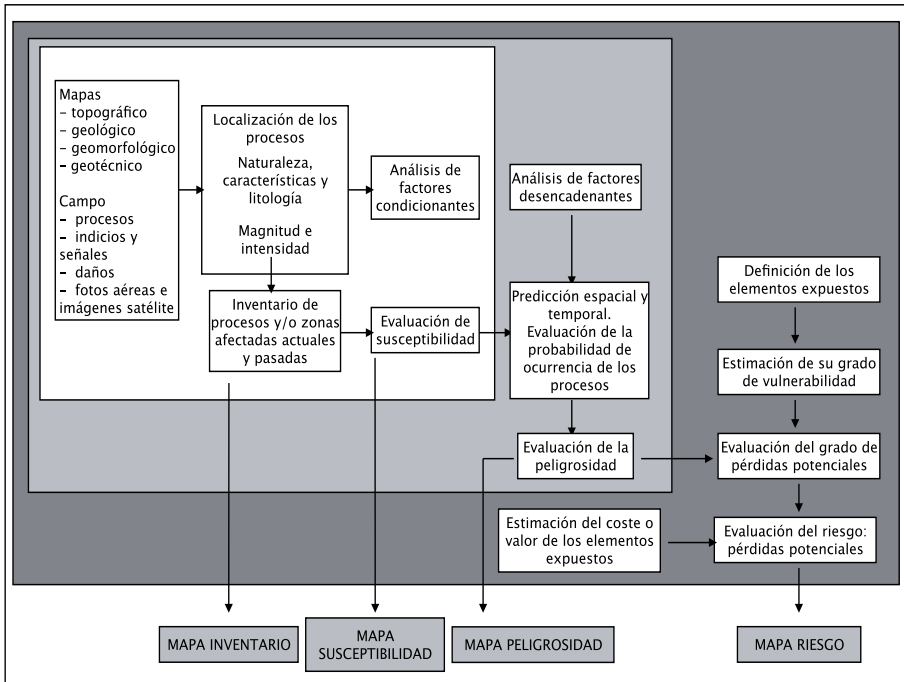 Mapas
– topográfico
– geológico
– geomorfológico
– geotécnico
Campo
– procesos
– indicios y
señales
– daños
– fotos aéreas e
imágenes satélite
Localización de los
procesos
Naturaleza,
características y
litología
Magnitud e
intensidad
Análisis de
factores
condicionantes
Análisis de factores
desencadenantes
Inventario de
procesos y/o zonas
afectadas actuales
y pasadas
Evaluación de
susceptibilidad
Predicción espacial y
temporal.
Evaluación de la
probabilidad de
ocurrencia de los
procesos
Definición de los
elementos expuestos
Estimación de su grado
de vulnerabilidad
Evaluación de la
peligrosidad
Evaluación del grado de
pérdidas potenciales
Estimación del coste o
valor de los elementos
expuestos
Evaluación del riesgo:
pérdidas potenciales
MAPA INVENTARIO
MAPA
SUSCEPTIBILIDAD
MAPA PELIGROSIDAD
MAPA RIESGO